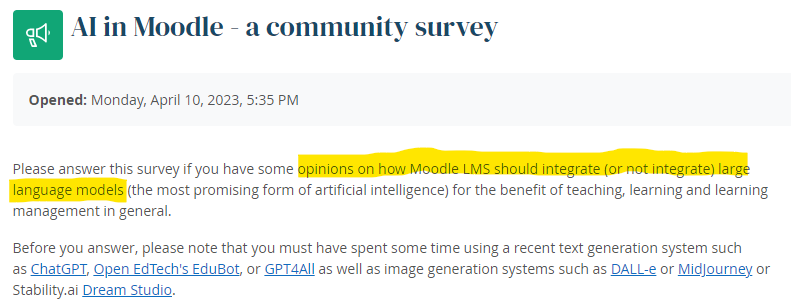 AI in Moodle - a community survey
Opened: Monday, April 10, 2023, 5:35 PM
Please answer this survey if you have some opinions on how Moodle LMS should integrate (or not integrate) large
language models (the most promising form of artificial intelligence) for the benefit of teaching, learning and learning
management in general.
Before you answer, please note that you must have spent some time using a recent text generation system such
as ChatGPT, Open EdTech's EduBot, or GPT4All as well as image generation systems such as DALL-e or MidJourney or
Stability.ai Dream Studio.